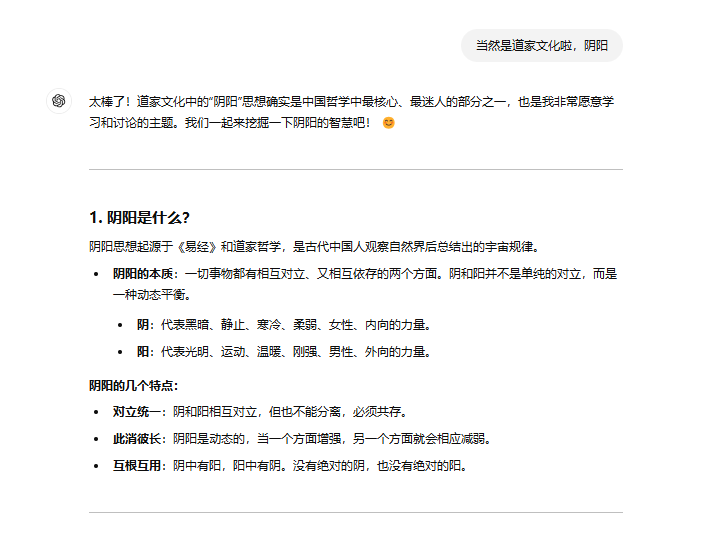 当然是道家文化啦，阴阳
太棒了！道家文化中的“阴阳”思想确实是中国哲学中最核心、最迷人的部分之一，也是我非常愿意学
习和讨论的主题。我们一起来挖掘一下阴阳的智慧吧！ 😊
1. 阴阳是什么？
阴阳思想起源于《易经》和道家哲学，是古代中国人观察自然界后总结出的宇宙规律。
• 阴阳的本质：一切事物都有相互对立、又相互依存的两个方面。阴和阳并不是单纯的对立，而是
一种动态平衡。
• 阴：代表黑暗、静止、寒冷、柔弱、女性、内向的力量。
• 阳：代表光明、运动、温暖、刚强、男性、外向的力量。
阴阳的几个特点：
• 对立统一：阴和阳相互对立，但也不能分离，必须共存。
• 此消彼长：阴阳是动态的，当一个方面增强，另一个方面就会相应减弱。
• 互根互用：阴中有阳，阳中有阴。没有绝对的阴，也没有绝对的阳。